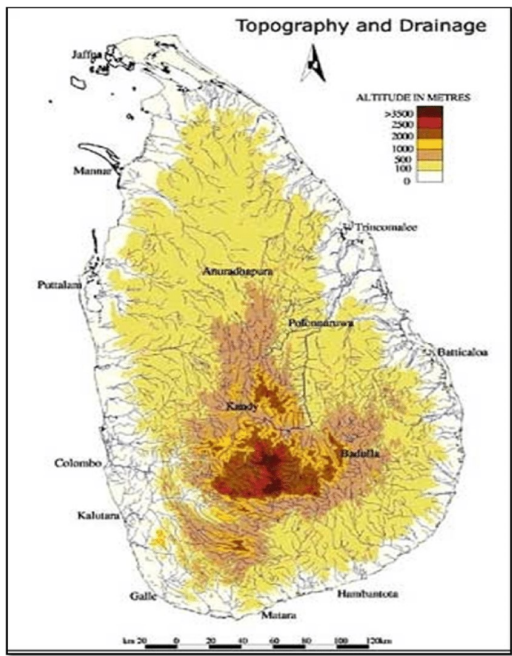 Topography and Drainage
Jaffna
ALTITUDE IN METRES
>3500
2500
2000
1000
500
100
0
Mannar
Trincomalee
Anuradhapura
Puttalam
Polonnaruwa
Batticaloa
Kandy
Badulla
Colombo
Kalutara
Galle
Hambantota
Matara
km 20 0 20 40 60 80 100 120km